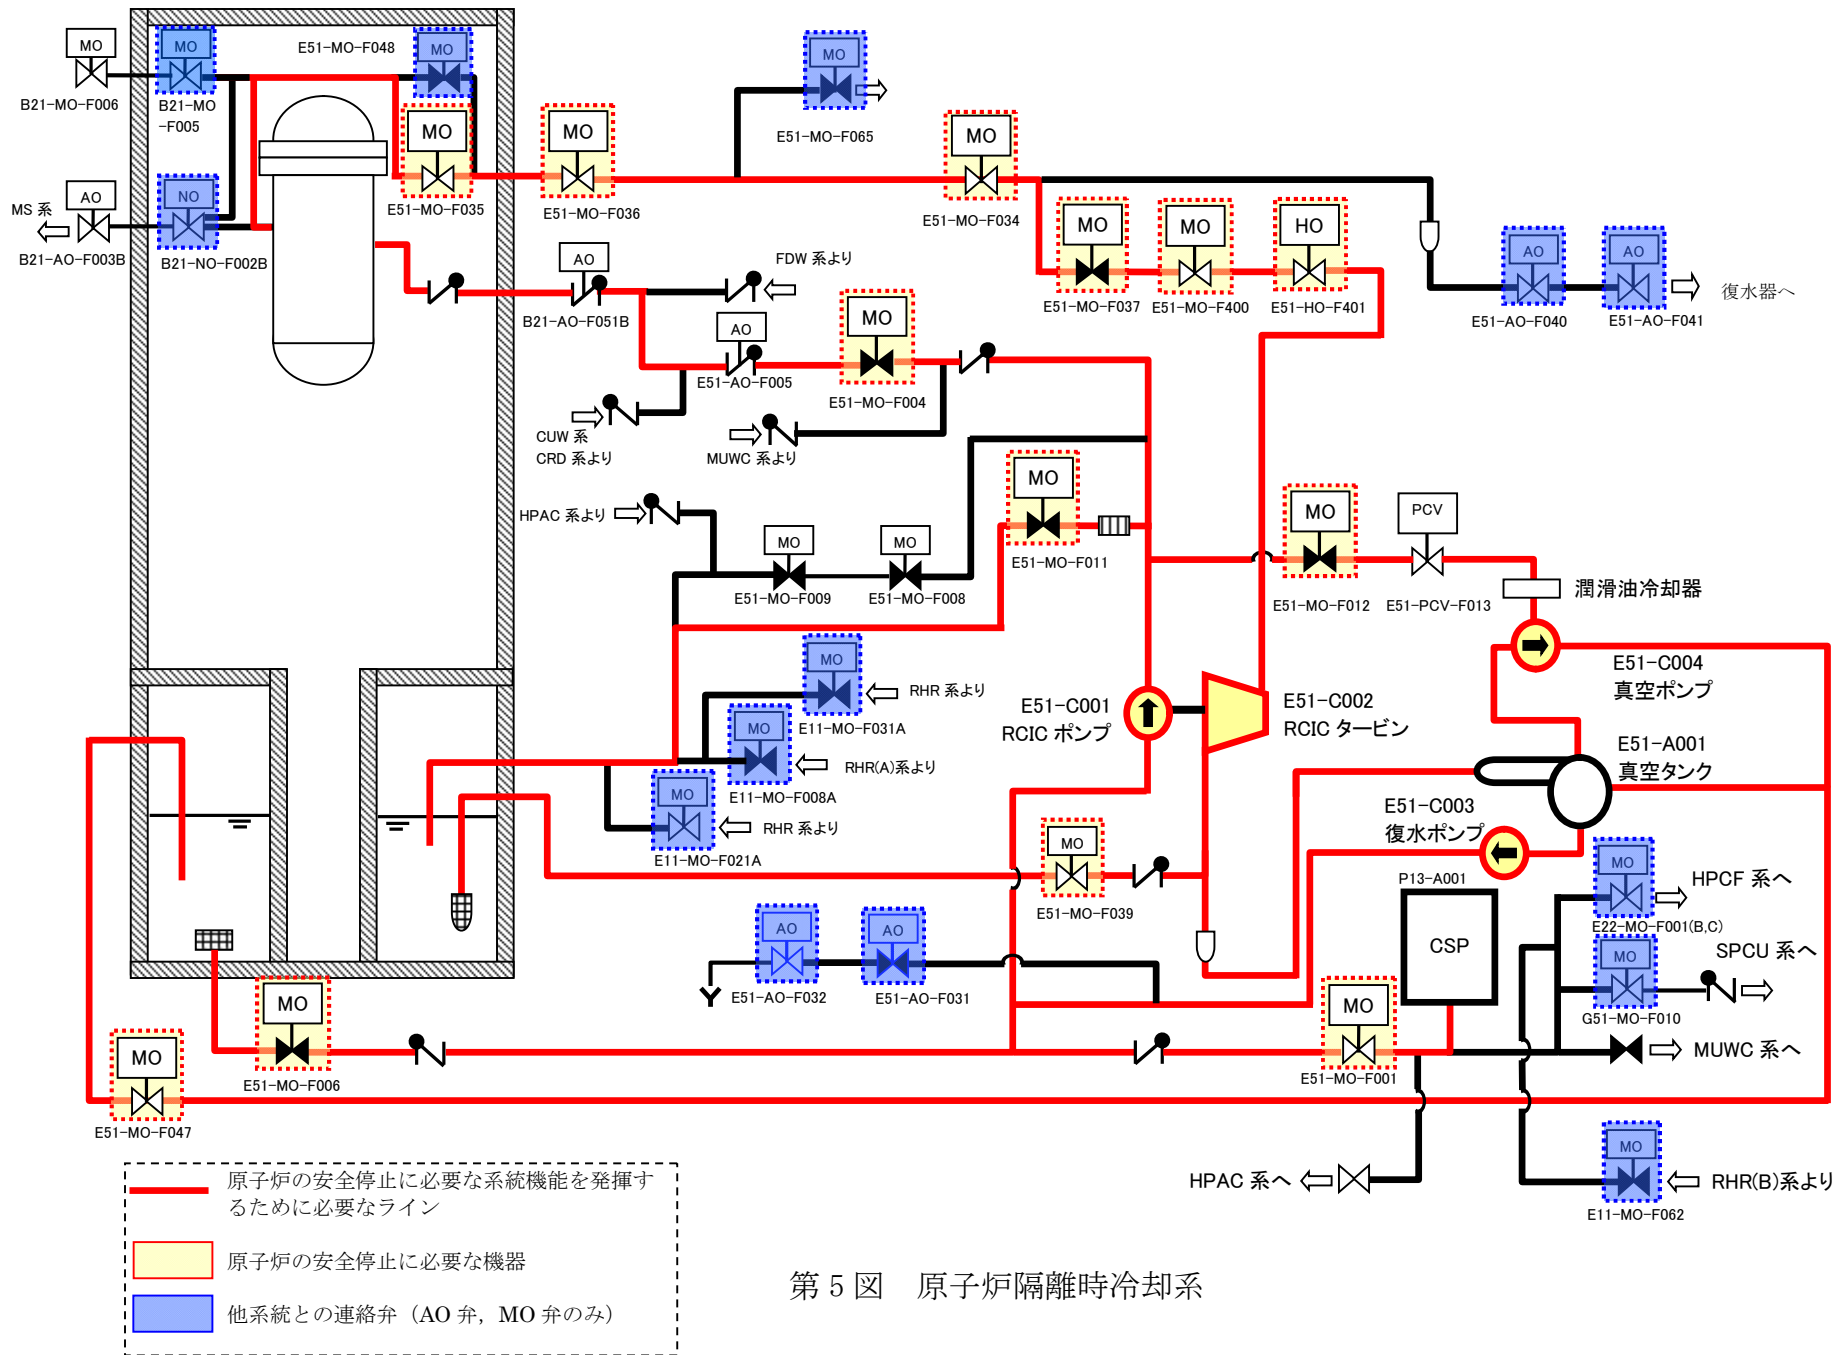 MO
B21-MO-F006
MO
B21-MO
-F005
E51-MO-F048
MO
MO
E51-MO-F035
MO
E51-MO-F036
MO
E51-MO-F065
MO
E51-MO-F034
MS 系
AO
B21-AO-F003B
NO
B21-NO-F002B
MO
E51-MO-F037
MO
E51-MO-F400
HO
E51-HO-F401
AO
E51-AO-F040
AO
E51-AO-F041
復水器へ
AO
B21-AO-F051B
FDW 系より
AO
E51-AO-F005
MO
E51-MO-F004
CUW 系
CRD 系より
MUWC 系より
HPAC 系より
MO
E51-MO-F009
MO
E51-MO-F008
MO
E51-MO-F011
MO
E51-MO-F012
PCV
E51-PCV-F013
潤滑油冷却器
E51-C004
真空ポンプ
MO
E11-MO-F031A
RHR 系より
MO
E11-MO-F008A
RHR(A)系より
MO
E11-MO-F021A
RHR 系より
E51-C001
RCIC ポンプ
E51-C002
RCIC タービン
E51-A001
真空タンク
E51-C003
復水ポンプ
MO
E51-MO-F039
P13-A001
CSP
MO
E22-MO-F001(B,C)
HPCF 系へ
MO
G51-MO-F010
SPCU 系へ
AO
E51-AO-F032
AO
E51-AO-F031
MO
E51-MO-F006
MO
E51-MO-F001
MUWC 系へ
MO
E51-MO-F047
HPAC 系へ
MO
E11-MO-F062
RHR(B)系より
原子炉の安全停止に必要な系統機能を発揮す
るために必要なライン
原子炉の安全停止に必要な機器
他系統との連絡弁（AO 弁，MO 弁のみ）
第 5 図　原子炉隔離時冷却系